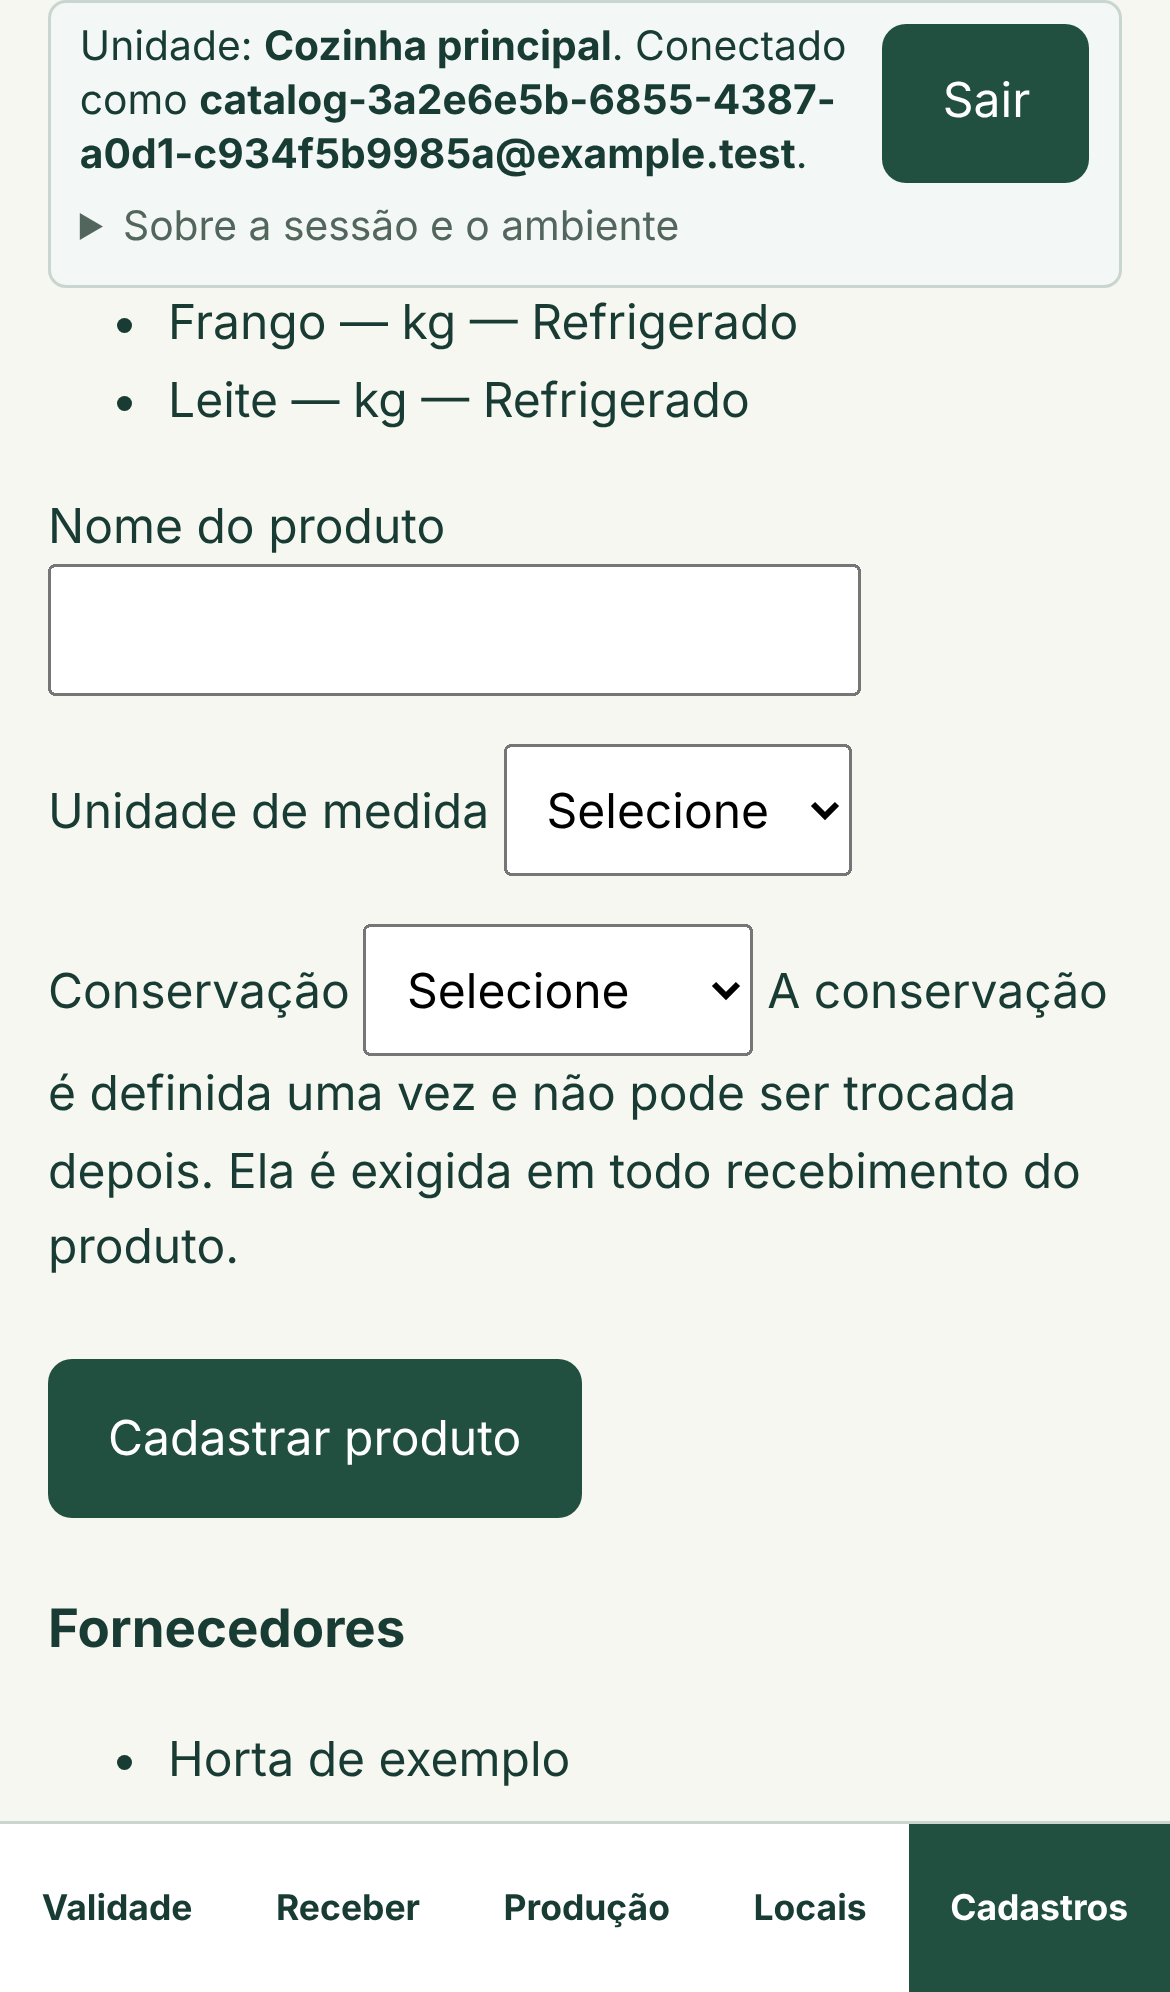 Unidade: Cozinha principal. Conectado
como catalog-3a2e6e5b-6855-4387-
a0d1-c934f5b9985a@example.test.
Sair
Sobre a sessão e o ambiente
Frango — kg — Refrigerado
Leite — kg — Refrigerado
Nome do produto
Unidade de medida Selecione
Conservação Selecione A conservação
é definida uma vez e não pode ser trocada
depois. Ela é exigida em todo recebimento do
produto.
Cadastrar produto
Fornecedores
Horta de exemplo
Validade Receber Produção Locais Cadastros